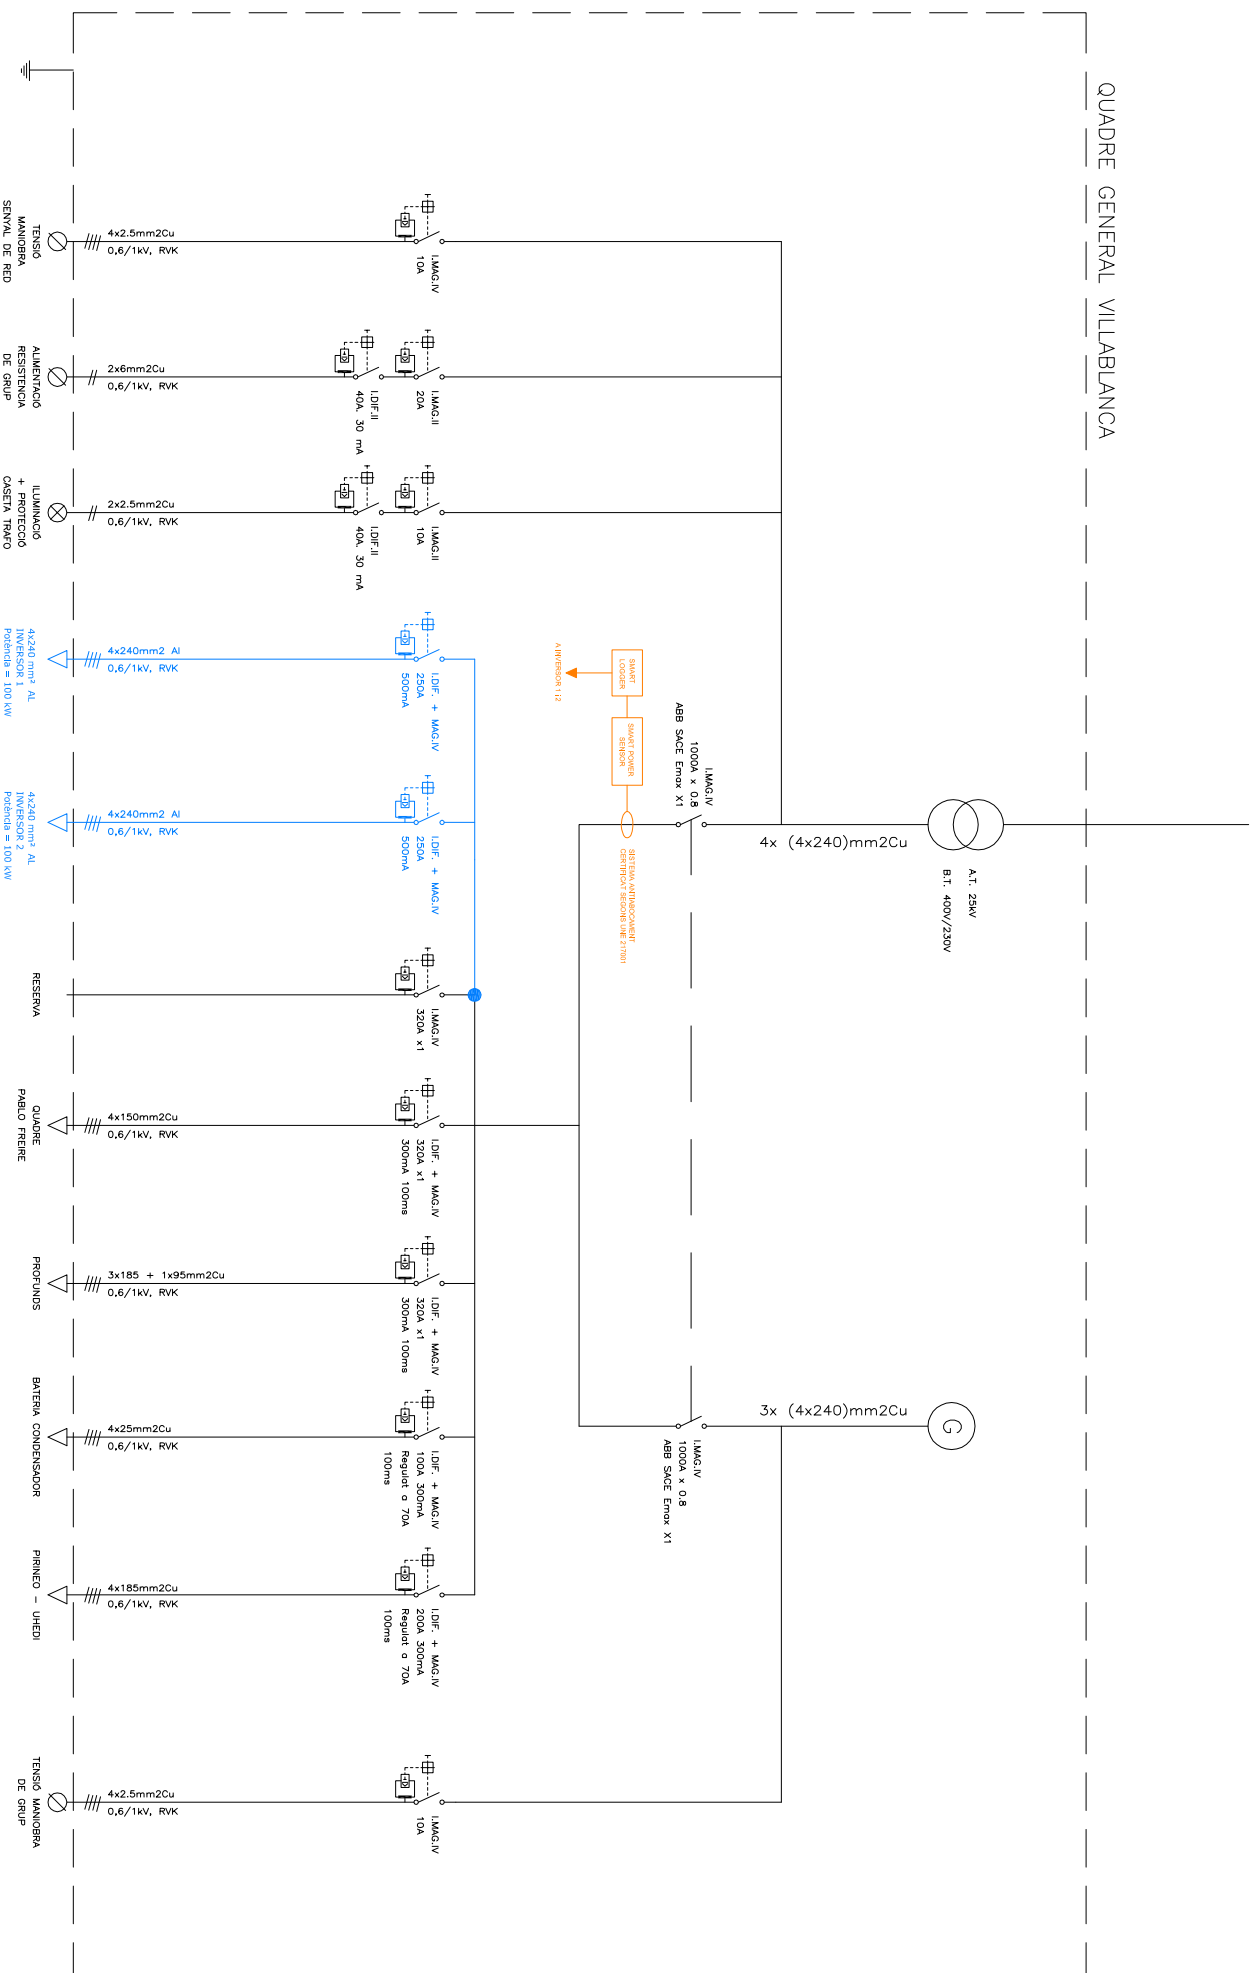 QUADRE GENERAL VILLABLANCA
A.T. 25kV
B.T. 400V/230V
4x (4x240)mm2Cu
G
3x (4x240)mm2Cu
I.MAG.IV
1000A x 0.8
ABB SACE Emax X1
I.MAG.IV
1000A x 0.8
ABB SACE Emax X1
SMART
LOGGER
SMART POWER
SENSOR
A INVERSOR 1 i 2
SISTEMA ANTIABOCAMENT
CERTIFICAT SEGONS UNE 217001
I.MAG.IV
10A
4x2.5mm2Cu
0,6/1kV, RVK
TENSIÓ
MANIOBRA
SENYAL DE RED
I.MAG.II
20A
I.DIF.II
40A. 30 mA
2x6mm2Cu
0,6/1kV, RVK
ALIMENTACIÓ
RESISTENCIA
DE GRUP
I.MAG.II
10A
I.DIF.II
40A. 30 mA
2x2.5mm2Cu
0,6/1kV, RVK
ILUMINACIÓ
+ PROTECCIÓ
CASETA TRAFO
I.DIF. + MAG.IV
250A
500mA
4x240mm2 Al
0,6/1kV, RVK
4x240 mm² AL
INVERSOR 1
Potència = 100 kW
I.DIF. + MAG.IV
250A
500mA
4x240mm2 Al
0,6/1kV, RVK
4x240 mm² AL
INVERSOR 2
Potència = 100 kW
I.MAG.IV
320A x1
RESERVA
I.DIF. + MAG.IV
320A x1
300mA 100ms
4x150mm2Cu
0,6/1kV, RVK
QUADRE
PABLO FREIRE
I.DIF. + MAG.IV
320A x1
300mA 100ms
3x185 + 1x95mm2Cu
0,6/1kV, RVK
PROFUNDS
I.DIF. + MAG.IV
100A 300mA
Regulat a 70A
100ms
4x25mm2Cu
0,6/1kV, RVK
BATERIA CONDENSADOR
I.DIF. + MAG.IV
200A 300mA
Regulat a 70A
100ms
4x185mm2Cu
0,6/1kV, RVK
PIRINEO - UHEDI
I.MAG.IV
10A
4x2.5mm2Cu
0,6/1kV, RVK
TENSIÓ MANIOBRA
DE GRUP